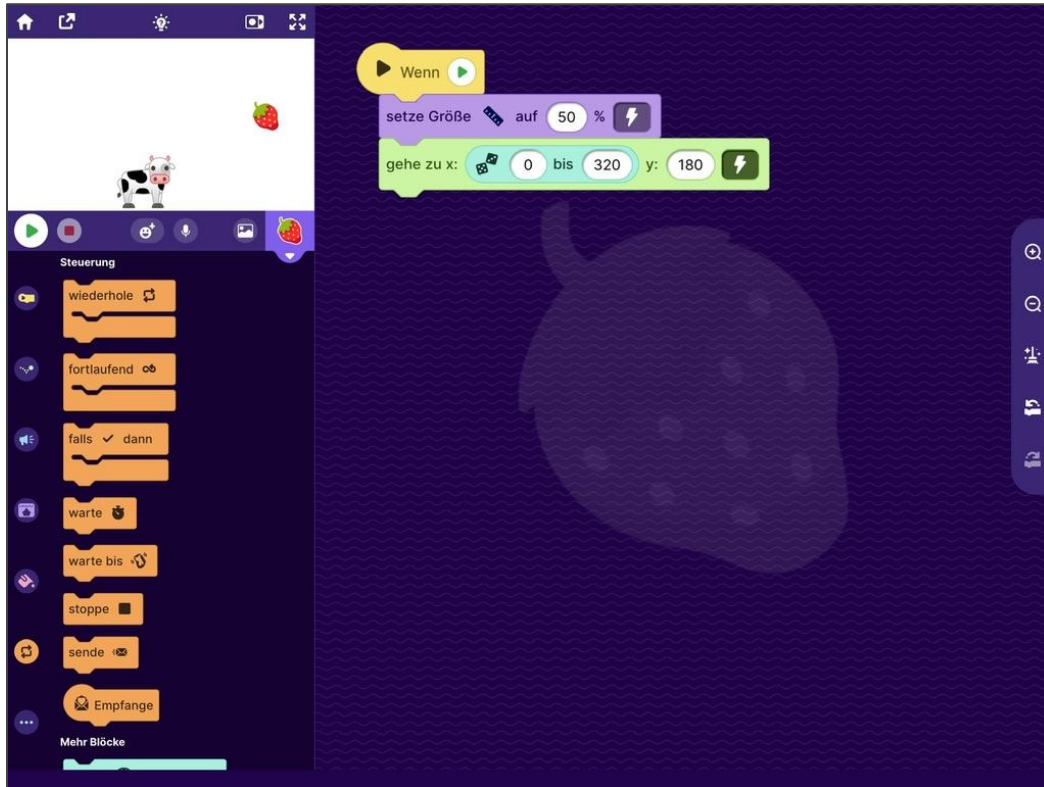 Wenn
setze Größe auf 50 %
gehe zu x: 0 bis 320 y: 180
Steuerung
wiederhole
fortlaufend
falls dann
warte
warte bis
stoppe
sende
Empfange
Mehr Blöcke